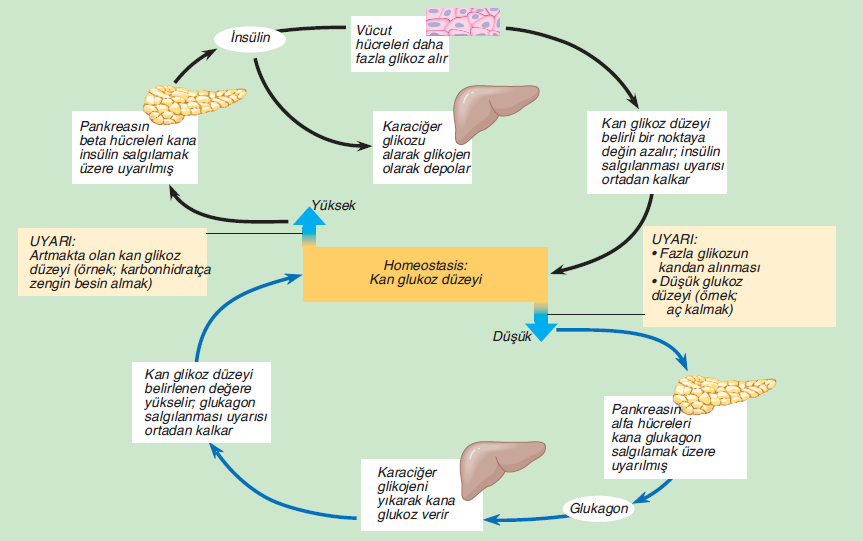 İnsülin
Vücut
hücreleri daha
fazla glikoz alır
Pankreasın
beta hücreleri kana
insülin salgılamak
üzere uyarılmış
Karaciğer
glikozu
alarak glikojen
olarak depolar
Kan glikoz düzeyi
belirli bir noktaya
değin azalır; insülin
salgılanması uyarısı
ortadan kalkar
Yüksek
UYARI:
Artmakta olan kan glikoz
düzeyi (örnek; karbonhidratça
zengin besin almak)
Homeostasis:
Kan glukoz düzeyi
UYARI:
• Fazla glikozun
kandan alınması
• Düşük glukoz
düzeyi (örnek;
aç kalmak)
Düşük
Kan glikoz düzeyi
belirlenen değere
yükselir; glukagon
salgılanması uyarısı
ortadan kalkar
Pankreasın
alfa hücreleri
kana glukagon
salgılamak üzere
uyarılmış
Karaciğer
glikojeni
yıkarak kana
glukoz verir
Glukagon